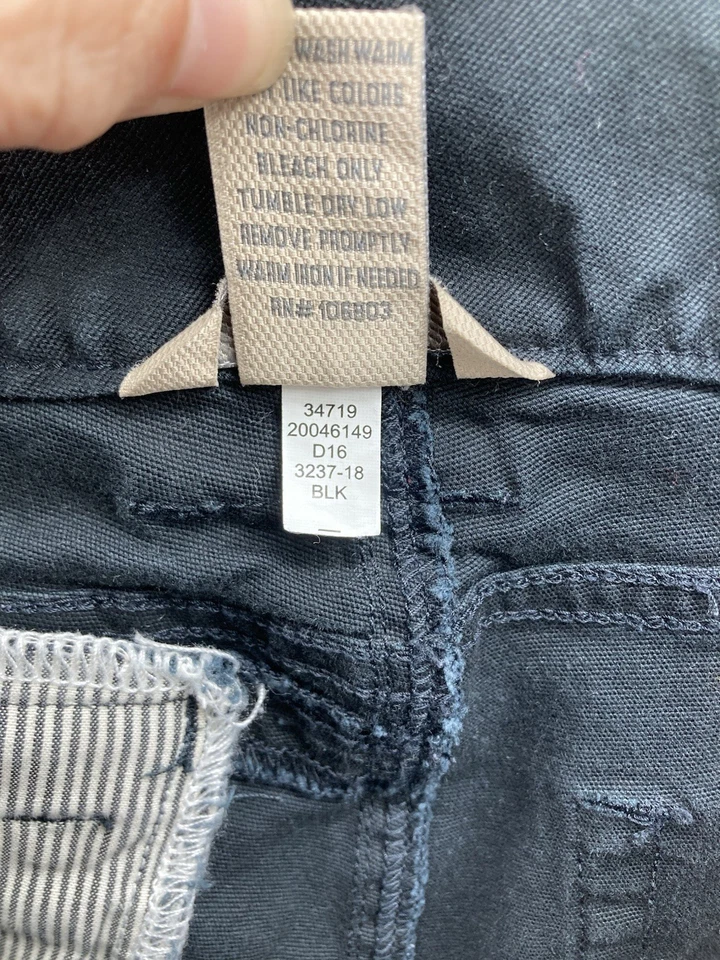 WASH WARM
LIKE COLORS
NON-CHLORINE
BLEACH ONLY
TUMBLE DRY LOW
REMOVE PROMPTLY
WARM IRON IF NEEDED
RN# 106803
34719
20046149
D16
3237-18
BLK